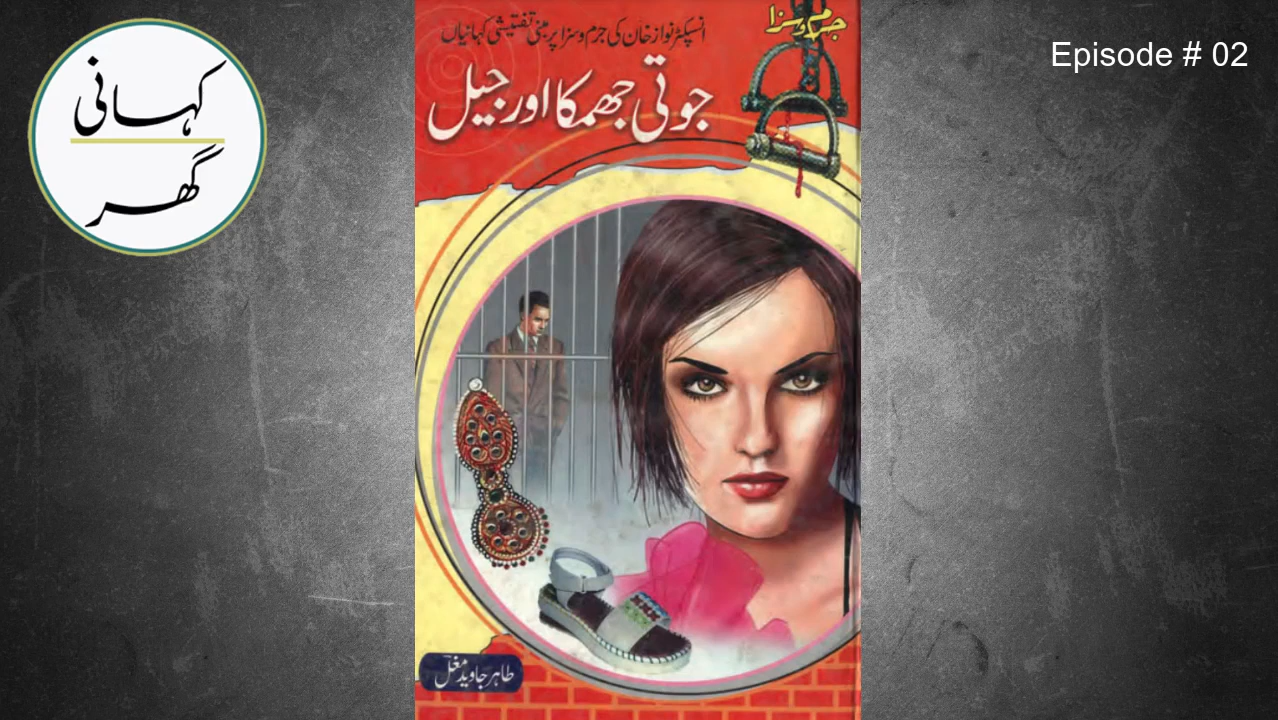 کہانی
گھر
Episode # 02
جرم و سزا
انسپکٹر نواز خان کی جرم و سزا پر مبنی تفتیشی کہانیاں
جوتی جھمکا اور جیل
طاہر جاوید مغل